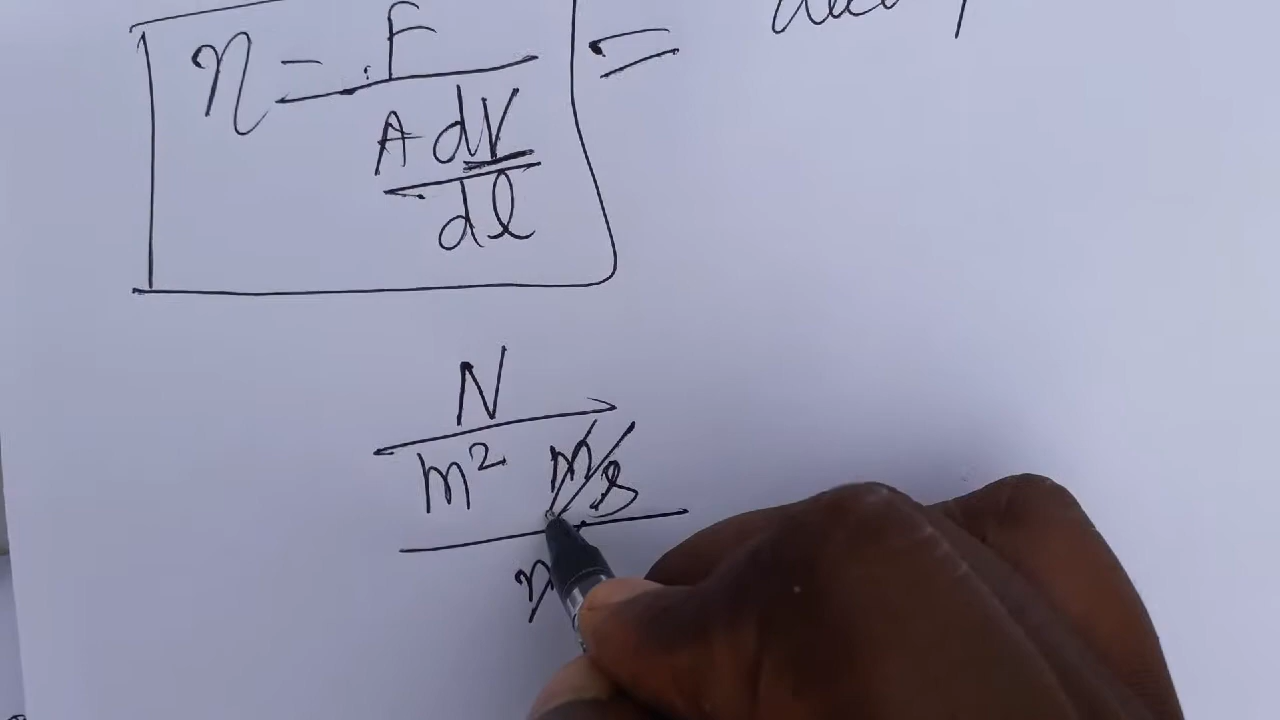 η = F =
A dV
dl
N
m² m/s
m